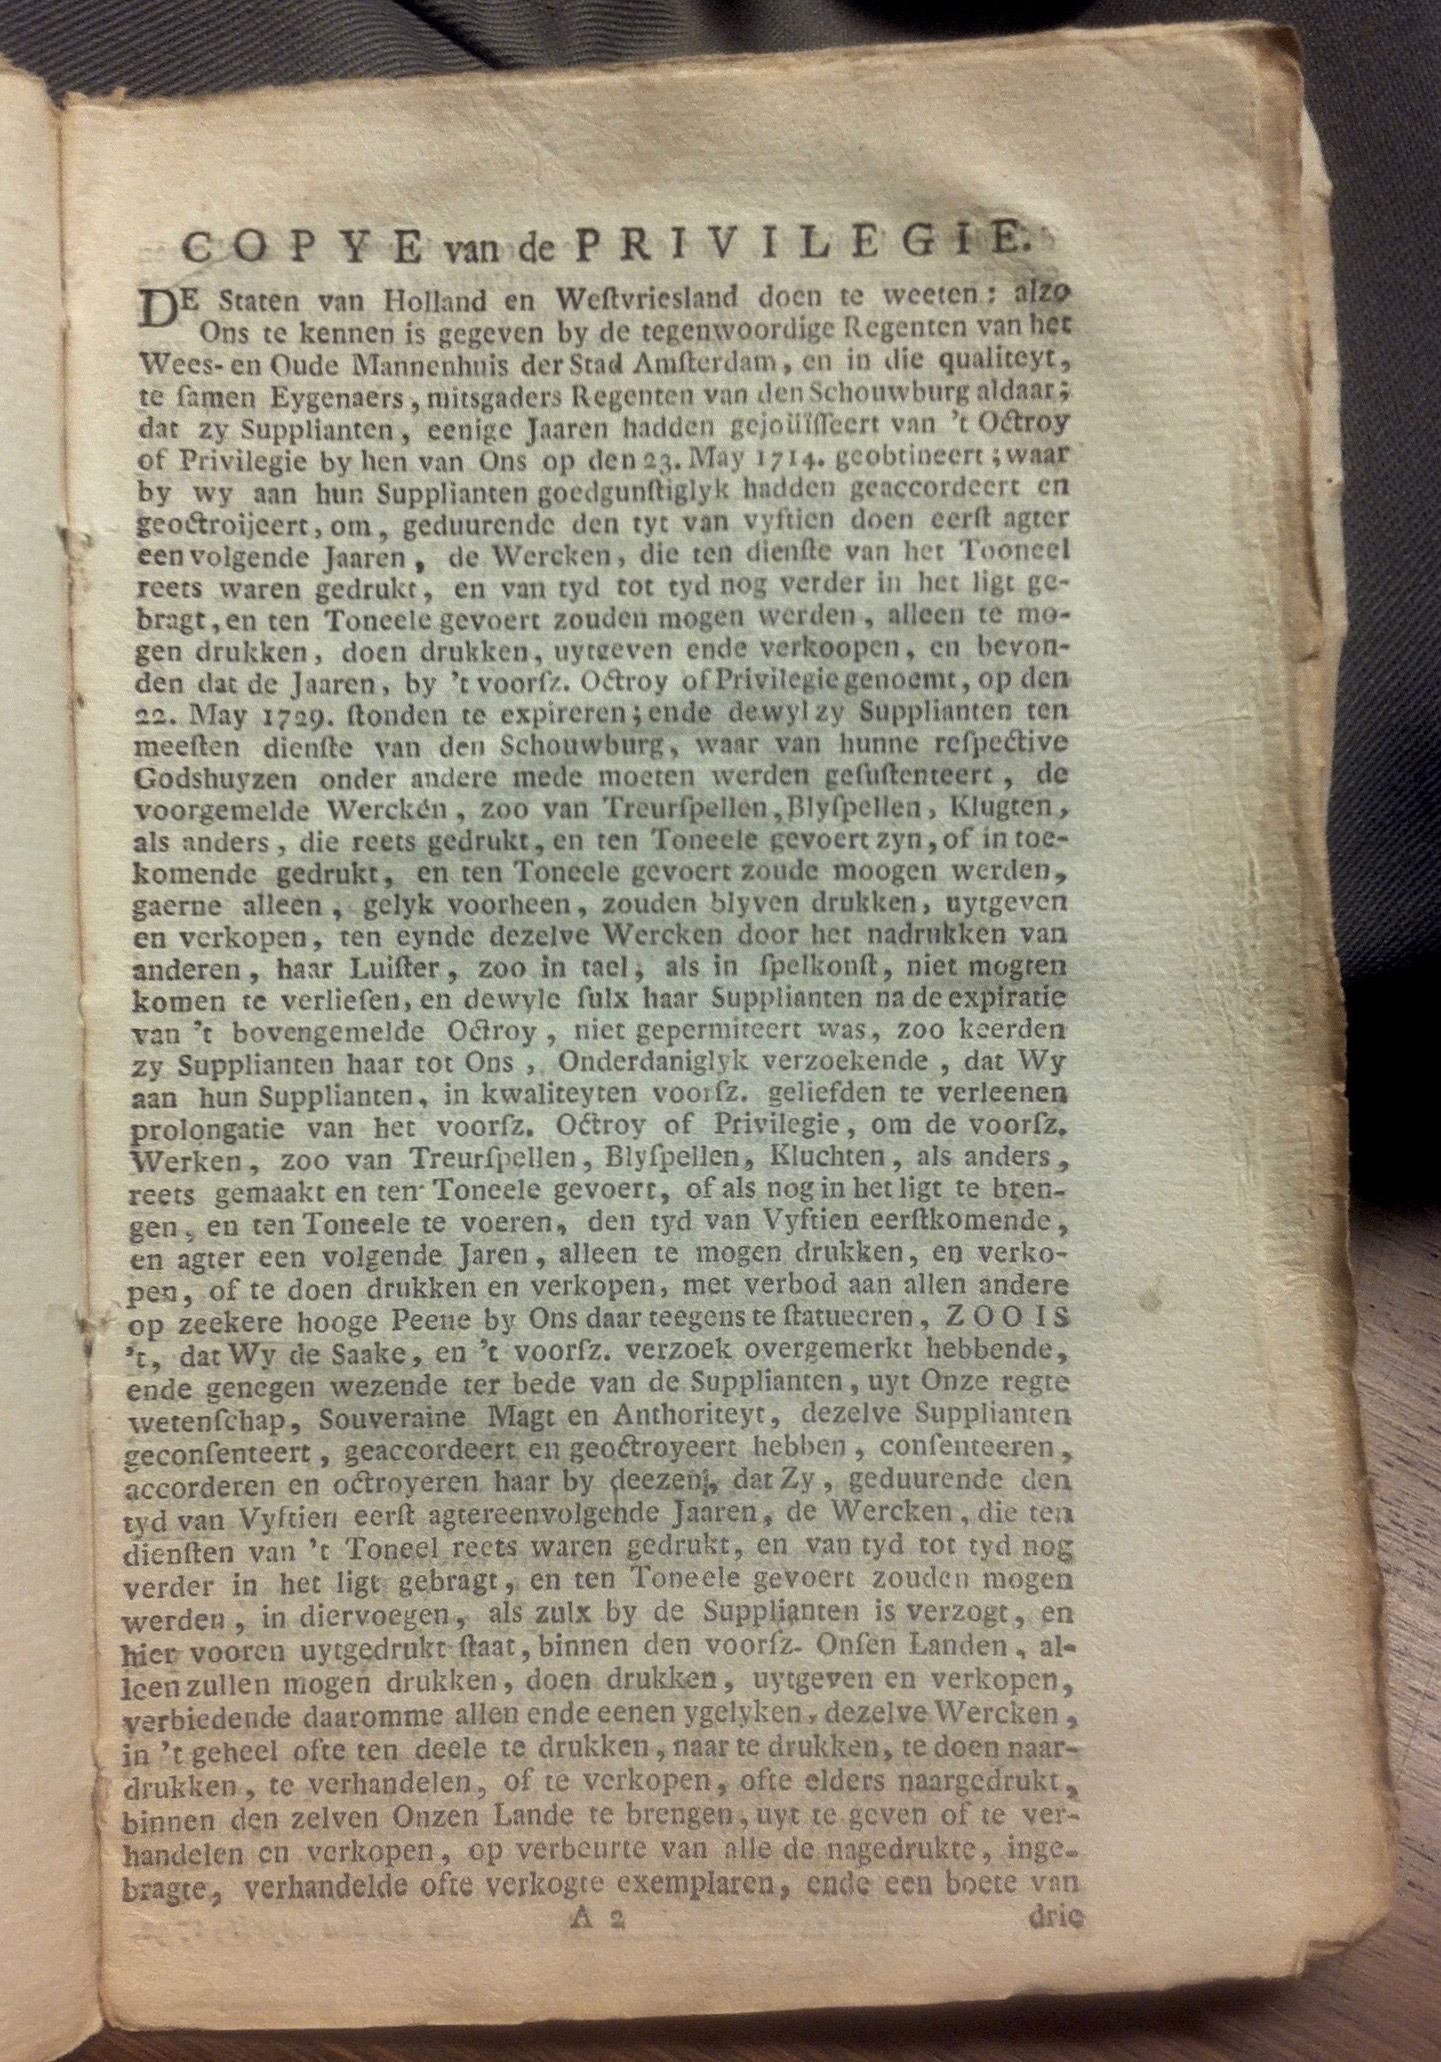 COPYE van de PRIVILEGIE.
DE Staten van Holland en Weſtvriesland doen te weeten: alzo
Ons te kennen is gegeven by de tegenwoordige Regenten van het
Wees- en Oude Mannenhuis der Stad Amſterdam, en in die qualiteyt,
te ſamen Eygenaers, mitsgaders Regenten van den Schouwburg aldaar;
dat zy Supplianten, eenige Jaaren hadden gejoüiſſeert van 't Octroy
of Privilegie by hen van Ons op den 23. May 1714. geobtineert; waar
by wy aan hun Supplianten goedgunſtiglyk hadden geaccordeert en
geoctroijeert, om, geduurende den tyt van vyftien doen eerſt agter
een volgende Jaaren, de Wercken, die ten dienſte van het Tooneel
reets waren gedrukt, en van tyd tot tyd nog verder in het ligt ge-
bragt, en ten Toneele gevoert zouden mogen werden, alleen te mo-
gen drukken, doen drukken, uytgeven ende verkoopen, en bevon-
den dat de Jaaren, by 't voorſz. Octroy of Privilegie genoemt, op den
22. May 1729. ſtonden te expireren; ende dewyl zy Supplianten ten
meeſten dienſte van den Schouwburg, waar van hunne reſpective
Godshuyzen onder andere mede moeten werden geſuſtenteert, de
voorgemelde Wercken, zoo van Treurſpellen, Blyſpellen, Klugten,
als anders, die reets gedrukt, en ten Toneele gevoert zyn, of in toe-
komende gedrukt, en ten Toneele gevoert zoude moogen werden,
gaerne alleen, gelyk voorheen, zouden blyven drukken, uytgeven
en verkopen, ten eynde dezelve Wercken door het nadrukken van
anderen, haar Luiſter, zoo in tael, als in ſpelkonſt, niet mogten
komen te verlieſen, en dewyle ſulx haar Supplianten na de expiratie
van 't bovengemelde Octroy, niet gepermiteert was, zoo keerden
zy Supplianten haar tot Ons, Onderdaniglyk verzoekende, dat Wy
aan hun Supplianten, in kwaliteyten voorſz. geliefden te verleenen
prolongatie van het voorſz. Octroy of Privilegie, om de voorſz.
Werken, zoo van Treurſpellen, Blyſpellen, Kluchten, als anders,
reets gemaakt en ten Toneele gevoert, of als nog in het ligt te bren-
gen, en ten Toneele te voeren, den tyd van Vyftien eerſtkomende,
en agter een volgende Jaren, alleen te mogen drukken, en verko-
pen, of te doen drukken en verkopen, met verbod aan allen andere
op zeekere hooge Peene by Ons daar teegens te ſtatueeren, ZOO IS
't, dat Wy de Saake, en 't voorſz. verzoek overgemerkt hebbende,
ende genegen wezende ter bede van de Supplianten, uyt Onze regte
wetenſchap, Souveraine Magt en Anthoriteyt, dezelve Supplianten
geconſenteert, geaccordeert en geoctroyeert hebben, conſenteeren,
accorderen en octroyeren haar by deezen, dat Zy, geduurende den
tyd van Vyftien eerſt agtereenvolgende Jaaren, de Wercken, die ten
dienſten van 't Toneel reets waren gedrukt, en van tyd tot tyd nog
verder in het ligt gebragt, en ten Toneele gevoert zouden mogen
werden, in diervoegen, als zulx by de Supplianten is verzogt, en
hier vooren uytgedrukt ſtaat, binnen den voorſz. Onſen Landen, al-
leen zullen mogen drukken, doen drukken, uytgeven en verkopen,
verbiedende daaromme allen ende eenen ygelyken, dezelve Wercken,
in 't geheel ofte ten deele te drukken, naar te drukken, te doen naar-
drukken, te verhandelen, of te verkopen, ofte elders naargedrukt,
binnen den zelven Onzen Lande te brengen, uyt te geven of te ver-
handelen en verkopen, op verbeurte van alle de nagedrukte, inge-
bragte, verhandelde ofte verkogte exemplaren, ende een boete van
A 2 drie